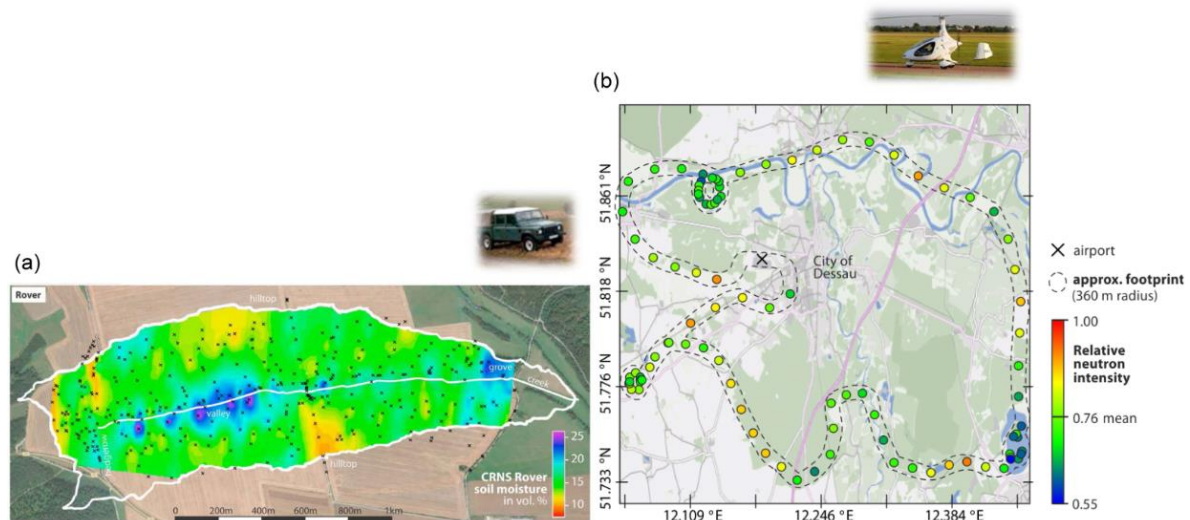 (a)
Rover
hilltop
grove
creek
valley
hilltop
25
20
15
10
CRNS Rover
soil moisture
in vol. %
0
200m
400m
600m
800m
1km
(b)
51.861 °N
51.818 °N
51.776 °N
51.733 °N
City of
Dessau
12.109 °E
12.246 °E
12.384 °E
airport
approx. footprint
(360 m radius)
1.00
Relative
neutron
intensity
0.76 mean
0.55